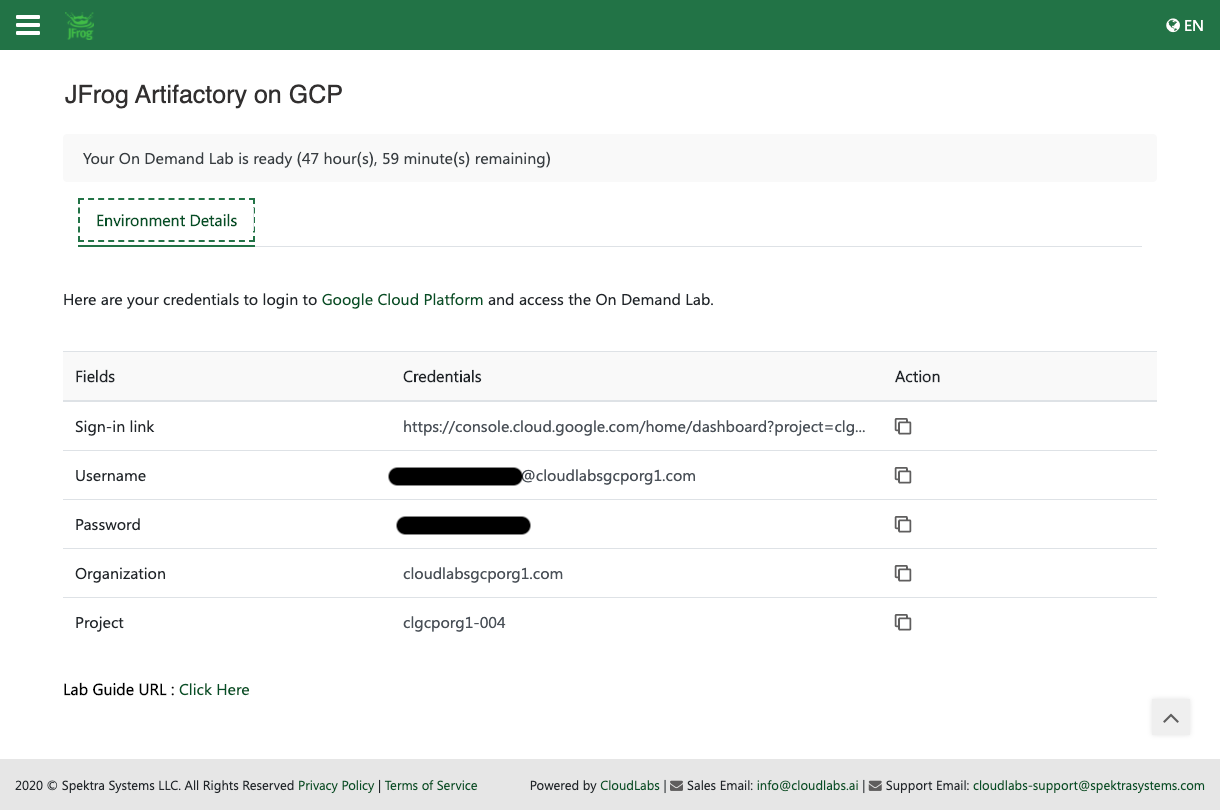 JFrog
EN
JFrog Artifactory on GCP
Your On Demand Lab is ready (47 hour(s), 59 minute(s) remaining)
Environment Details
Here are your credentials to login to Google Cloud Platform and access the On Demand Lab.
Fields Credentials Action
Sign-in link https://console.cloud.google.com/home/dashboard?project=clg...
Username @cloudlabsgcporg1.com
Password
Organization cloudlabsgcporg1.com
Project clgcporg1-004
Lab Guide URL : Click Here
2020 © Spektra Systems LLC. All Rights Reserved Privacy Policy | Terms of Service Powered by CloudLabs | Sales Email: info@cloudlabs.ai | Support Email: cloudlabs-support@spektrasystems.com